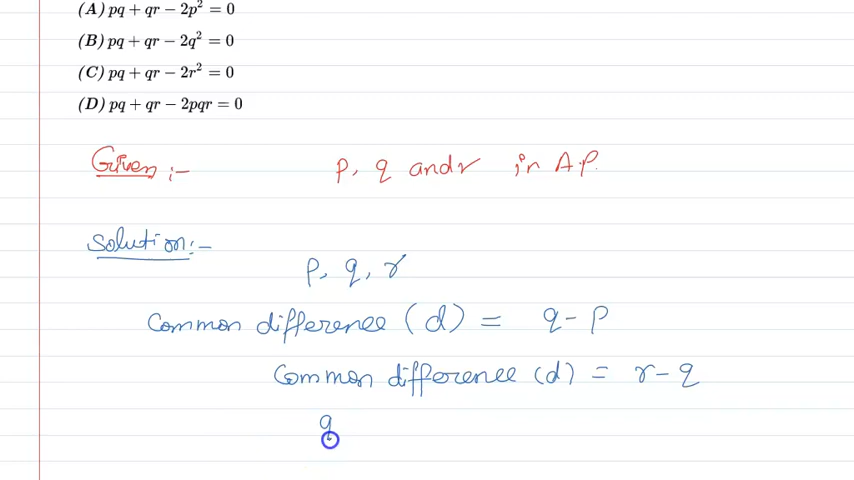 (A) pq + qr − 2p² = 0
(B) pq + qr − 2q² = 0
(C) pq + qr − 2r² = 0
(D) pq + qr − 2pqr = 0
Given :- p, q and r in A.P.
Solution :-
p, q, r
Common difference (d) = q - p
Common difference (d) = r - q
q